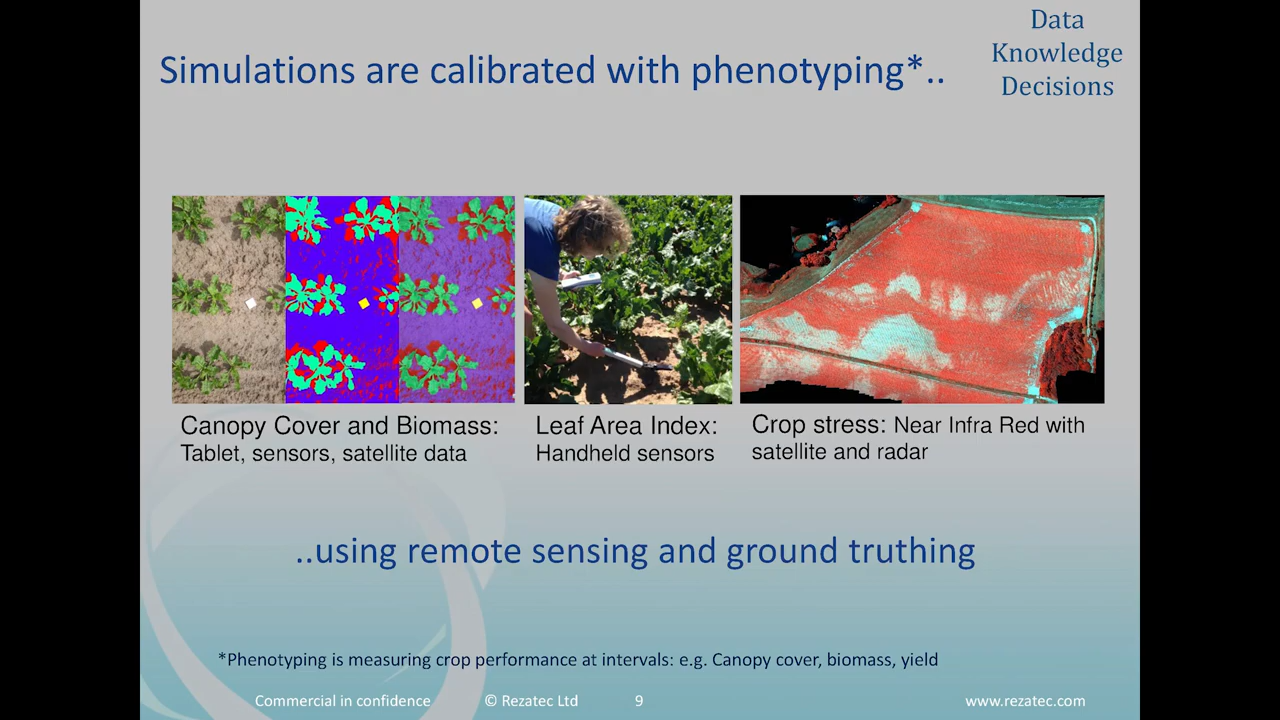 Data
Knowledge
Decisions
Simulations are calibrated with phenotyping*..
Canopy Cover and Biomass:
Tablet, sensors, satellite data
Leaf Area Index:
Handheld sensors
Crop stress: Near Infra Red with
satellite and radar
..using remote sensing and ground truthing
*Phenotyping is measuring crop performance at intervals: e.g. Canopy cover, biomass, yield
Commercial in confidence © Rezatec Ltd 9 www.rezatec.com